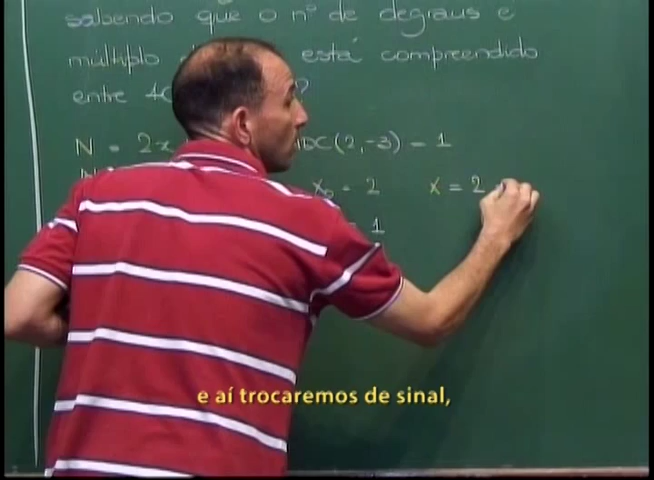 sabendo que o nº de degraus e
múltiplo está compreendido
entre 40 ?
N = 2x MDC(2,-3) = 1
x₀ = 2 x = 2
1
e aí trocaremos de sinal,